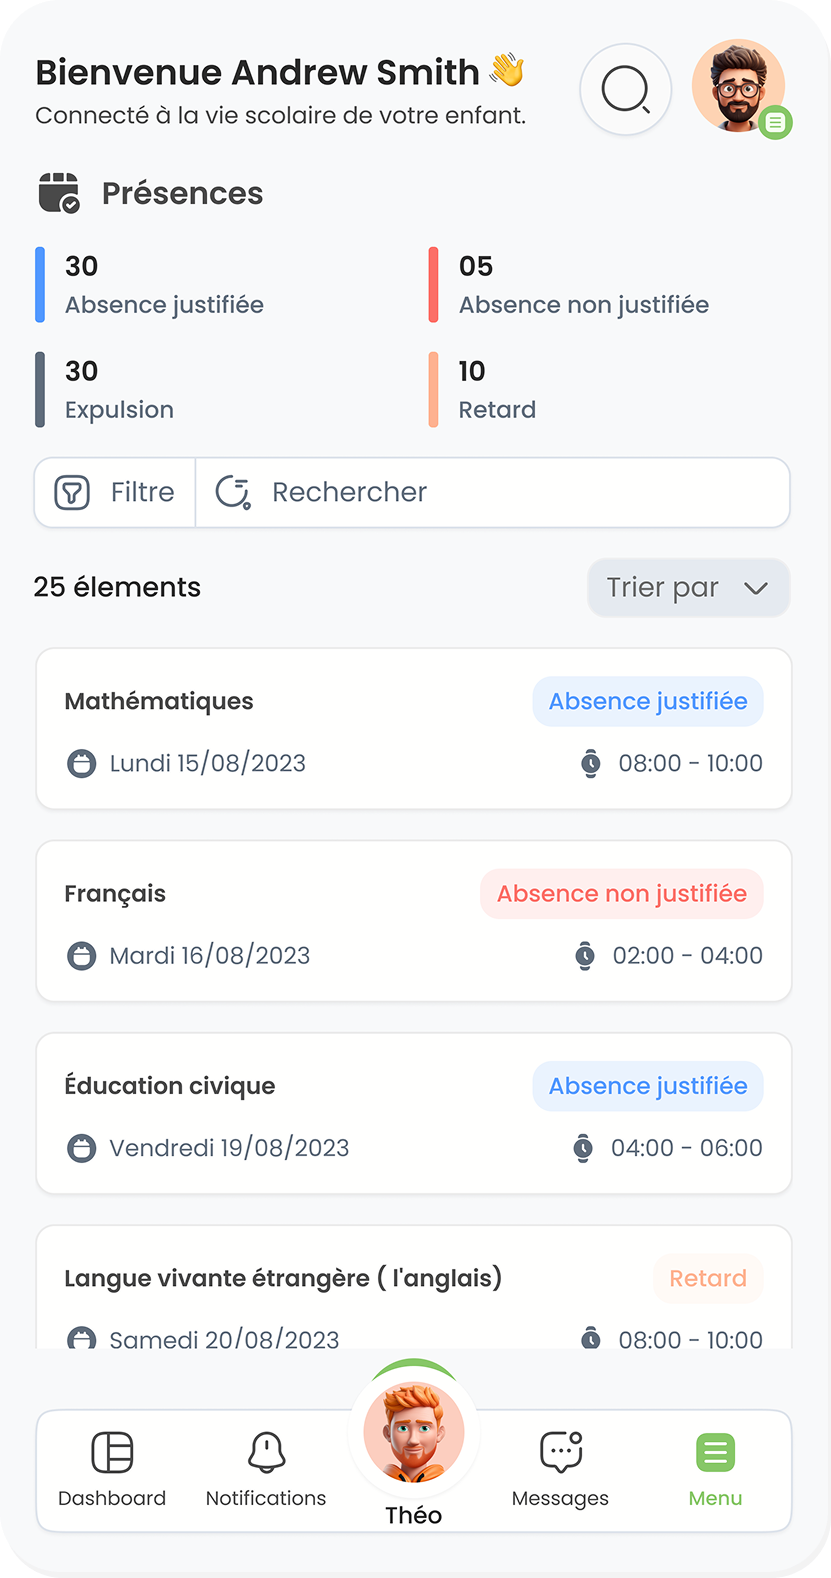 Bienvenue Andrew Smith 👋
Connecté à la vie scolaire de votre enfant.
Présences
30
Absence justifiée
05
Absence non justifiée
30
Expulsion
10
Retard
Filtre
Rechercher
25 élements
Trier par
Mathématiques
Absence justifiée
Lundi 15/08/2023
08:00 - 10:00
Français
Absence non justifiée
Mardi 16/08/2023
02:00 - 04:00
Éducation civique
Absence justifiée
Vendredi 19/08/2023
04:00 - 06:00
Langue vivante étrangère ( l'anglais)
Retard
Samedi 20/08/2023
08:00 - 10:00
Dashboard
Notifications
Théo
Messages
Menu